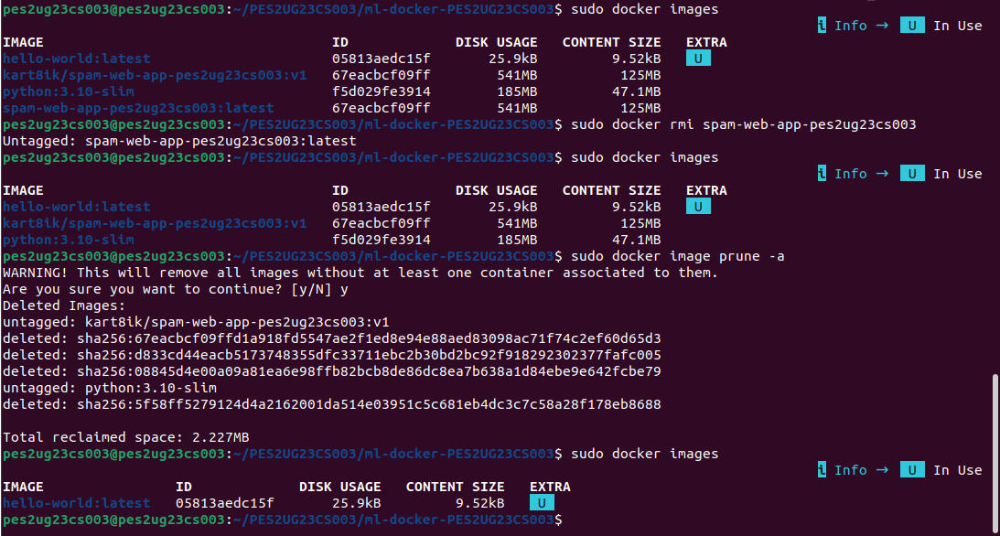 pes2ug23cs003@pes2ug23cs003:~/PES2UG23CS003/ml-docker-PES2UG23CS003$ sudo docker images
i Info → U In Use
IMAGE ID DISK USAGE CONTENT SIZE EXTRA
hello-world:latest 05813aedc15f 25.9kB 9.52kB U
kart8ik/spam-web-app-pes2ug23cs003:v1 67eacbcf09ff 541MB 125MB
python:3.10-slim f5d029fe3914 185MB 47.1MB
spam-web-app-pes2ug23cs003:latest 67eacbcf09ff 541MB 125MB
pes2ug23cs003@pes2ug23cs003:~/PES2UG23CS003/ml-docker-PES2UG23CS003$ sudo docker rmi spam-web-app-pes2ug23cs003
Untagged: spam-web-app-pes2ug23cs003:latest
pes2ug23cs003@pes2ug23cs003:~/PES2UG23CS003/ml-docker-PES2UG23CS003$ sudo docker images
i Info → U In Use
IMAGE ID DISK USAGE CONTENT SIZE EXTRA
hello-world:latest 05813aedc15f 25.9kB 9.52kB U
kart8ik/spam-web-app-pes2ug23cs003:v1 67eacbcf09ff 541MB 125MB
python:3.10-slim f5d029fe3914 185MB 47.1MB
pes2ug23cs003@pes2ug23cs003:~/PES2UG23CS003/ml-docker-PES2UG23CS003$ sudo docker image prune -a
WARNING! This will remove all images without at least one container associated to them.
Are you sure you want to continue? [y/N] y
Deleted Images:
untagged: kart8ik/spam-web-app-pes2ug23cs003:v1
deleted: sha256:67eacbcf09ffd1a918fd5547ae2f1ed8e94e88aed83098ac71f74c2ef60d65d3
deleted: sha256:d833cd44eacb5173748355dfc33711ebc2b30bd2bc92f918292302377fafc005
deleted: sha256:08845d4e00a09a81ea6e98ffb82bcb8de86dc8ea7b638a1d84ebe9e642fcbe79
untagged: python:3.10-slim
deleted: sha256:5f58ff5279124d4a2162001da514e03951c5c681eb4dc3c7c58a28f178eb8688
Total reclaimed space: 2.227MB
pes2ug23cs003@pes2ug23cs003:~/PES2UG23CS003/ml-docker-PES2UG23CS003$ sudo docker images
i Info → U In Use
IMAGE ID DISK USAGE CONTENT SIZE EXTRA
hello-world:latest 05813aedc15f 25.9kB 9.52kB U
pes2ug23cs003@pes2ug23cs003:~/PES2UG23CS003/ml-docker-PES2UG23CS003$